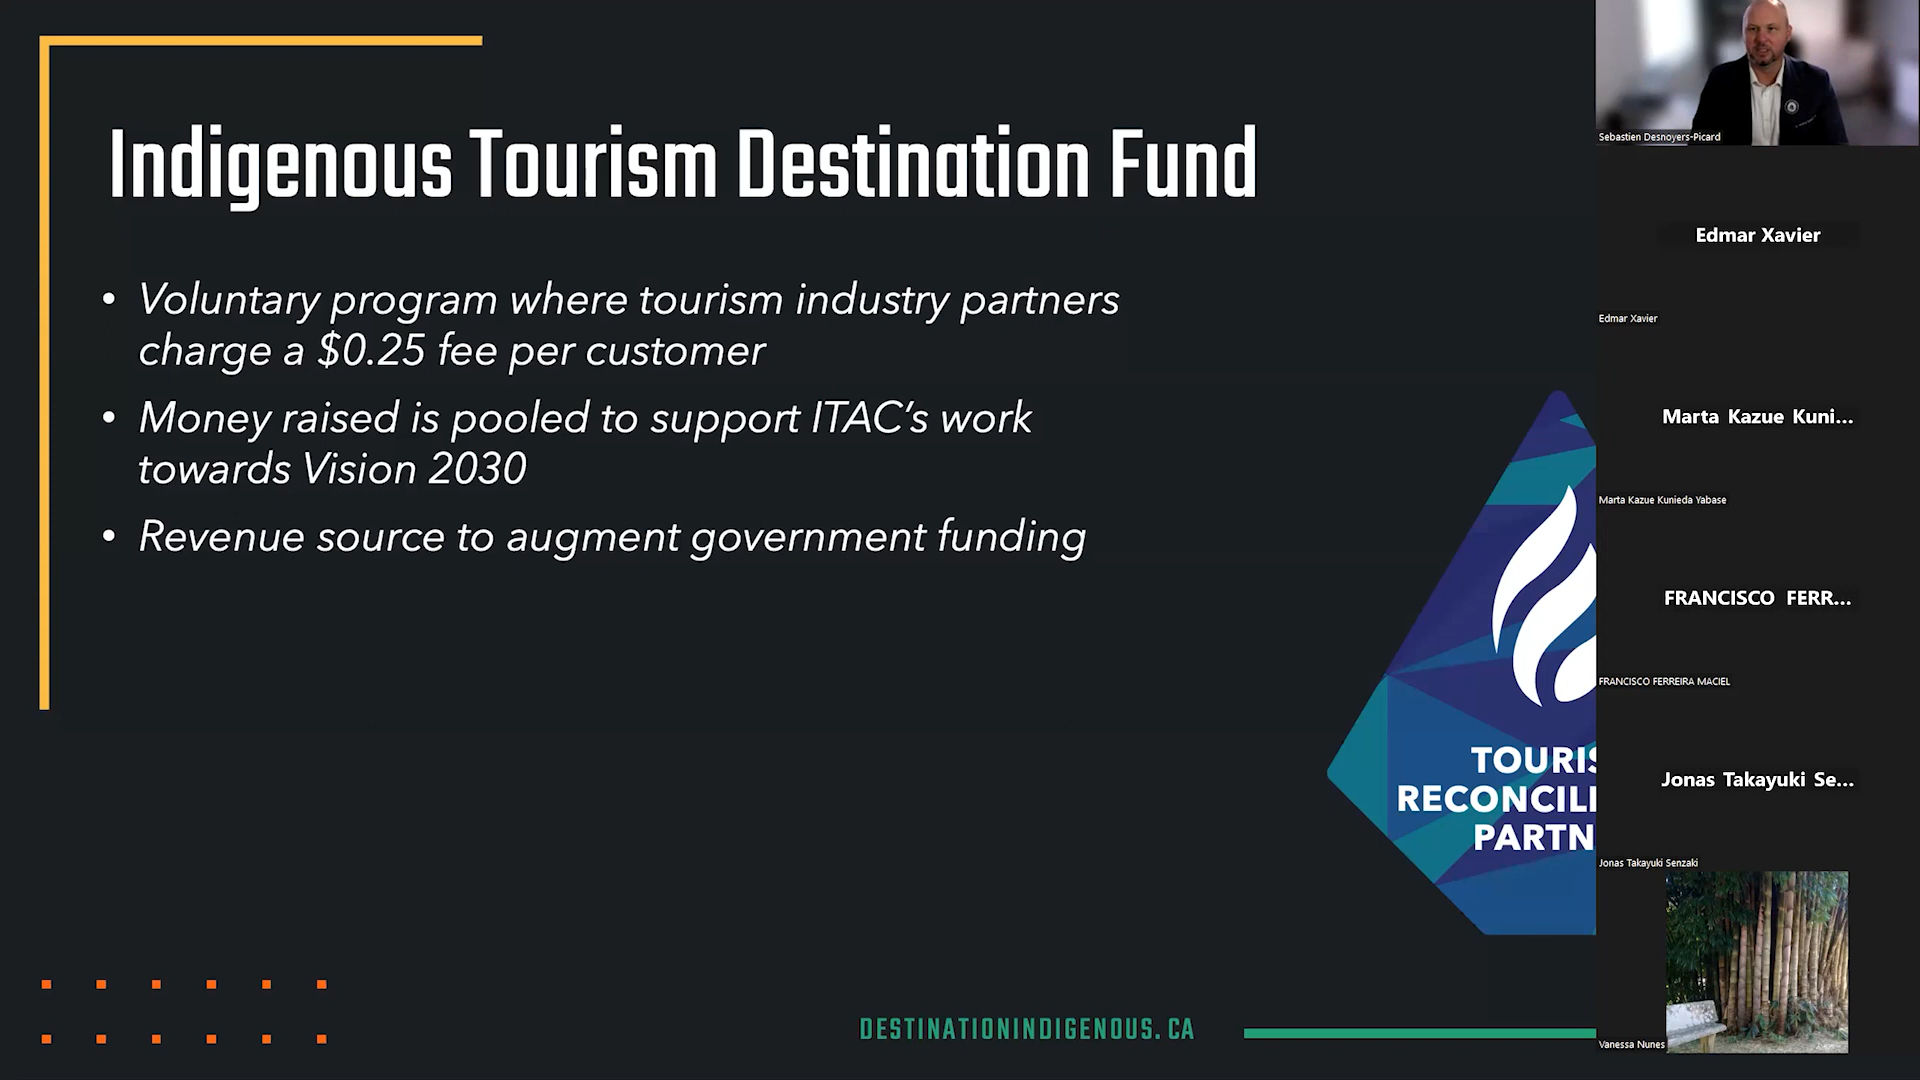 Indigenous Tourism Destination Fund
• Voluntary program where tourism industry partners
charge a $0.25 fee per customer
• Money raised is pooled to support ITAC’s work
towards Vision 2030
• Revenue source to augment government funding
TOURIS
RECONCILI
PARTN
DESTINATIONINDIGENOUS.CA
Sebastien Desnoyers-Picard
Edmar Xavier
Edmar Xavier
Marta Kazue Kuni...
Marta Kazue Kunieda Yabase
FRANCISCO FERR...
FRANCISCO FERREIRA MACIEL
Jonas Takayuki Se...
Jonas Takayuki Senzaki
Vanessa Nunes